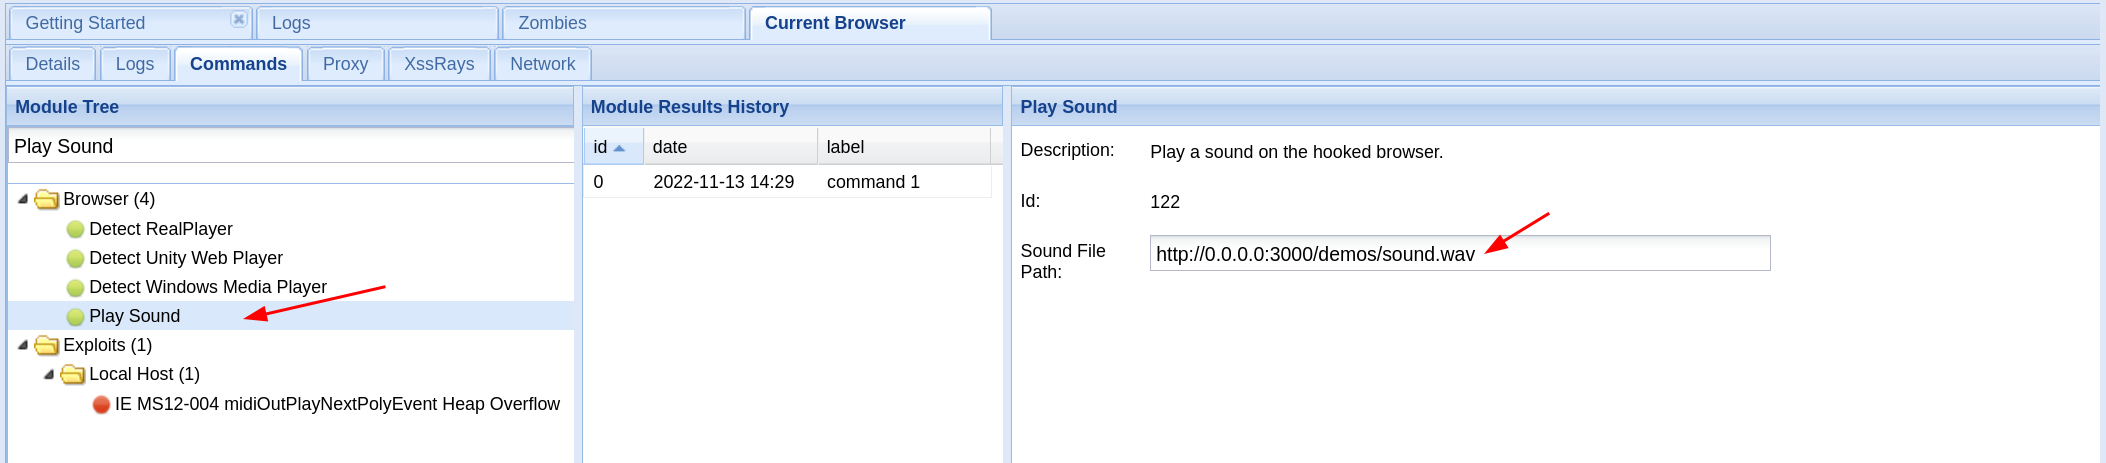 Getting Started
Logs
Zombies
Current Browser
Details
Logs
Commands
Proxy
XssRays
Network
Module Tree
Play Sound
Browser (4)
Detect RealPlayer
Detect Unity Web Player
Detect Windows Media Player
Play Sound
Exploits (1)
Local Host (1)
IE MS12-004 midiOutPlayNextPolyEvent Heap Overflow
Module Results History
id date label
0 2022-11-13 14:29 command 1
Play Sound
Description: Play a sound on the hooked browser.
Id: 122
Sound File
Path:
http://0.0.0.0:3000/demos/sound.wav